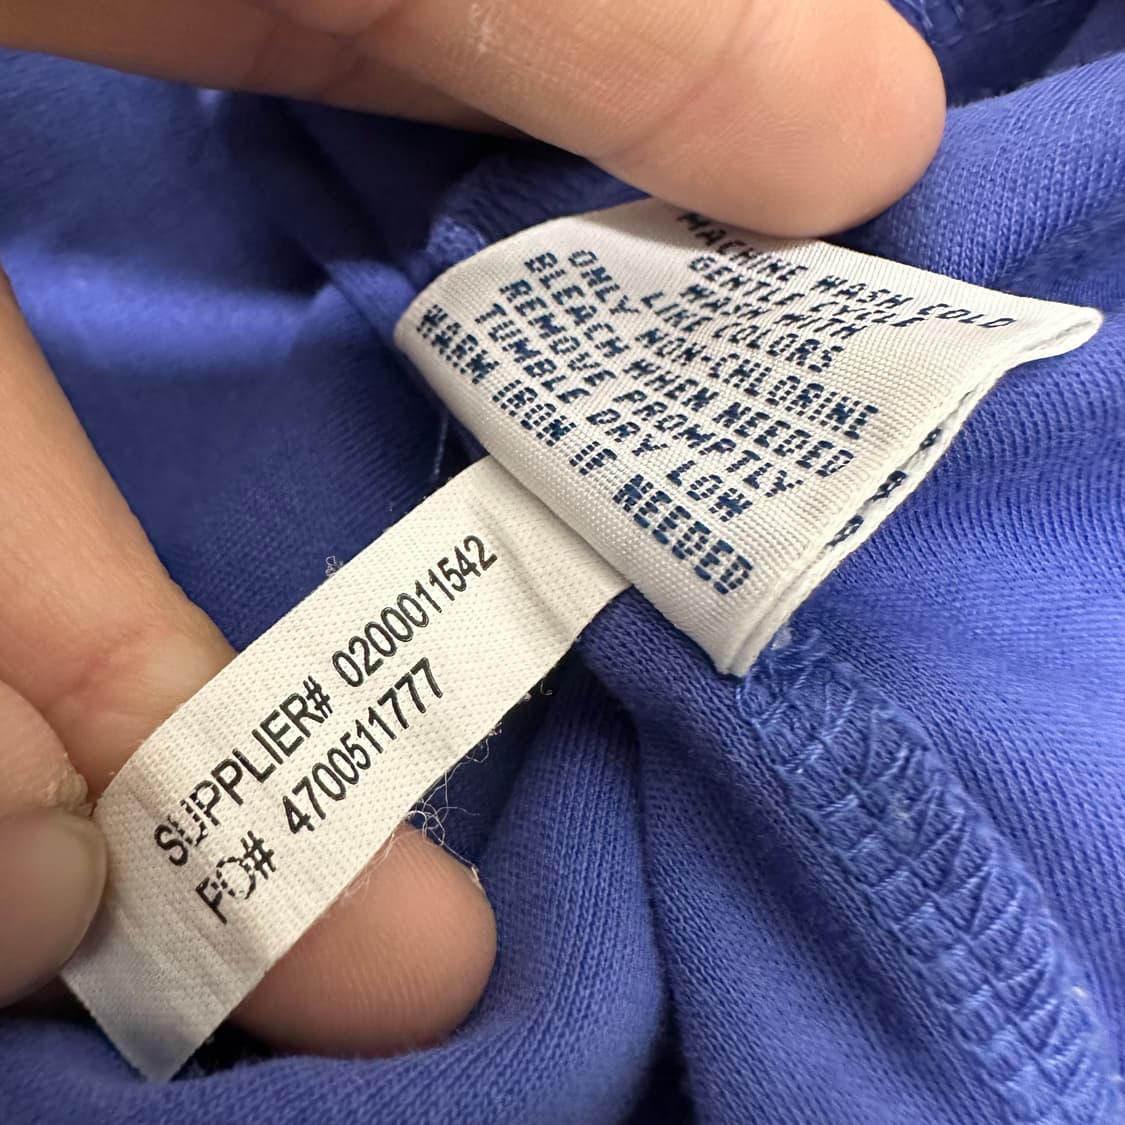 MACHINE WASH COLD
GENTLE CYCLE
WASH WITH
LIKE COLORS
ONLY NON-CHLORINE
BLEACH WHEN NEEDED
REMOVE PROMPTLY
TUMBLE DRY LOW
WARM IRON IF NEEDED
SUPPLIER# 0200011542
PO# 4700511777